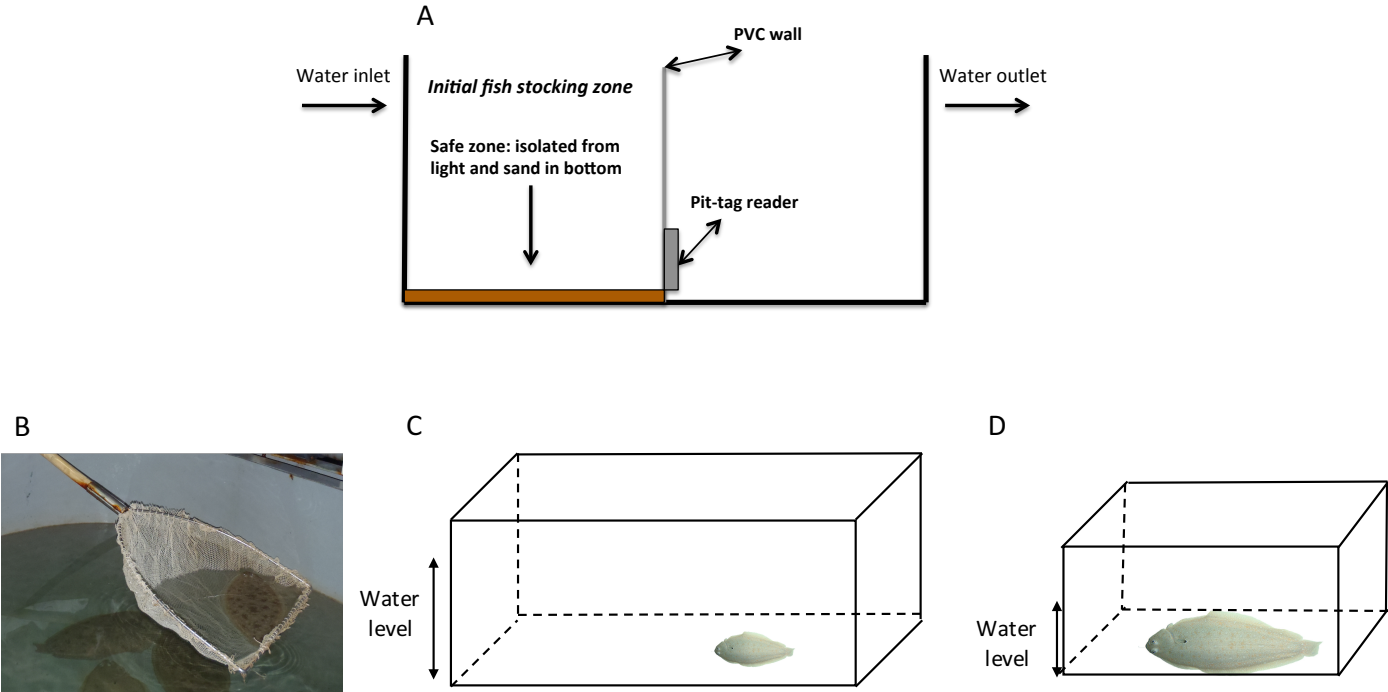 A
PVC wall
Water inlet
Initial fish stocking zone
Water outlet
Safe zone: isolated from
light and sand in bottom
Pit-tag reader
B
C
D
Water
level
Water
level